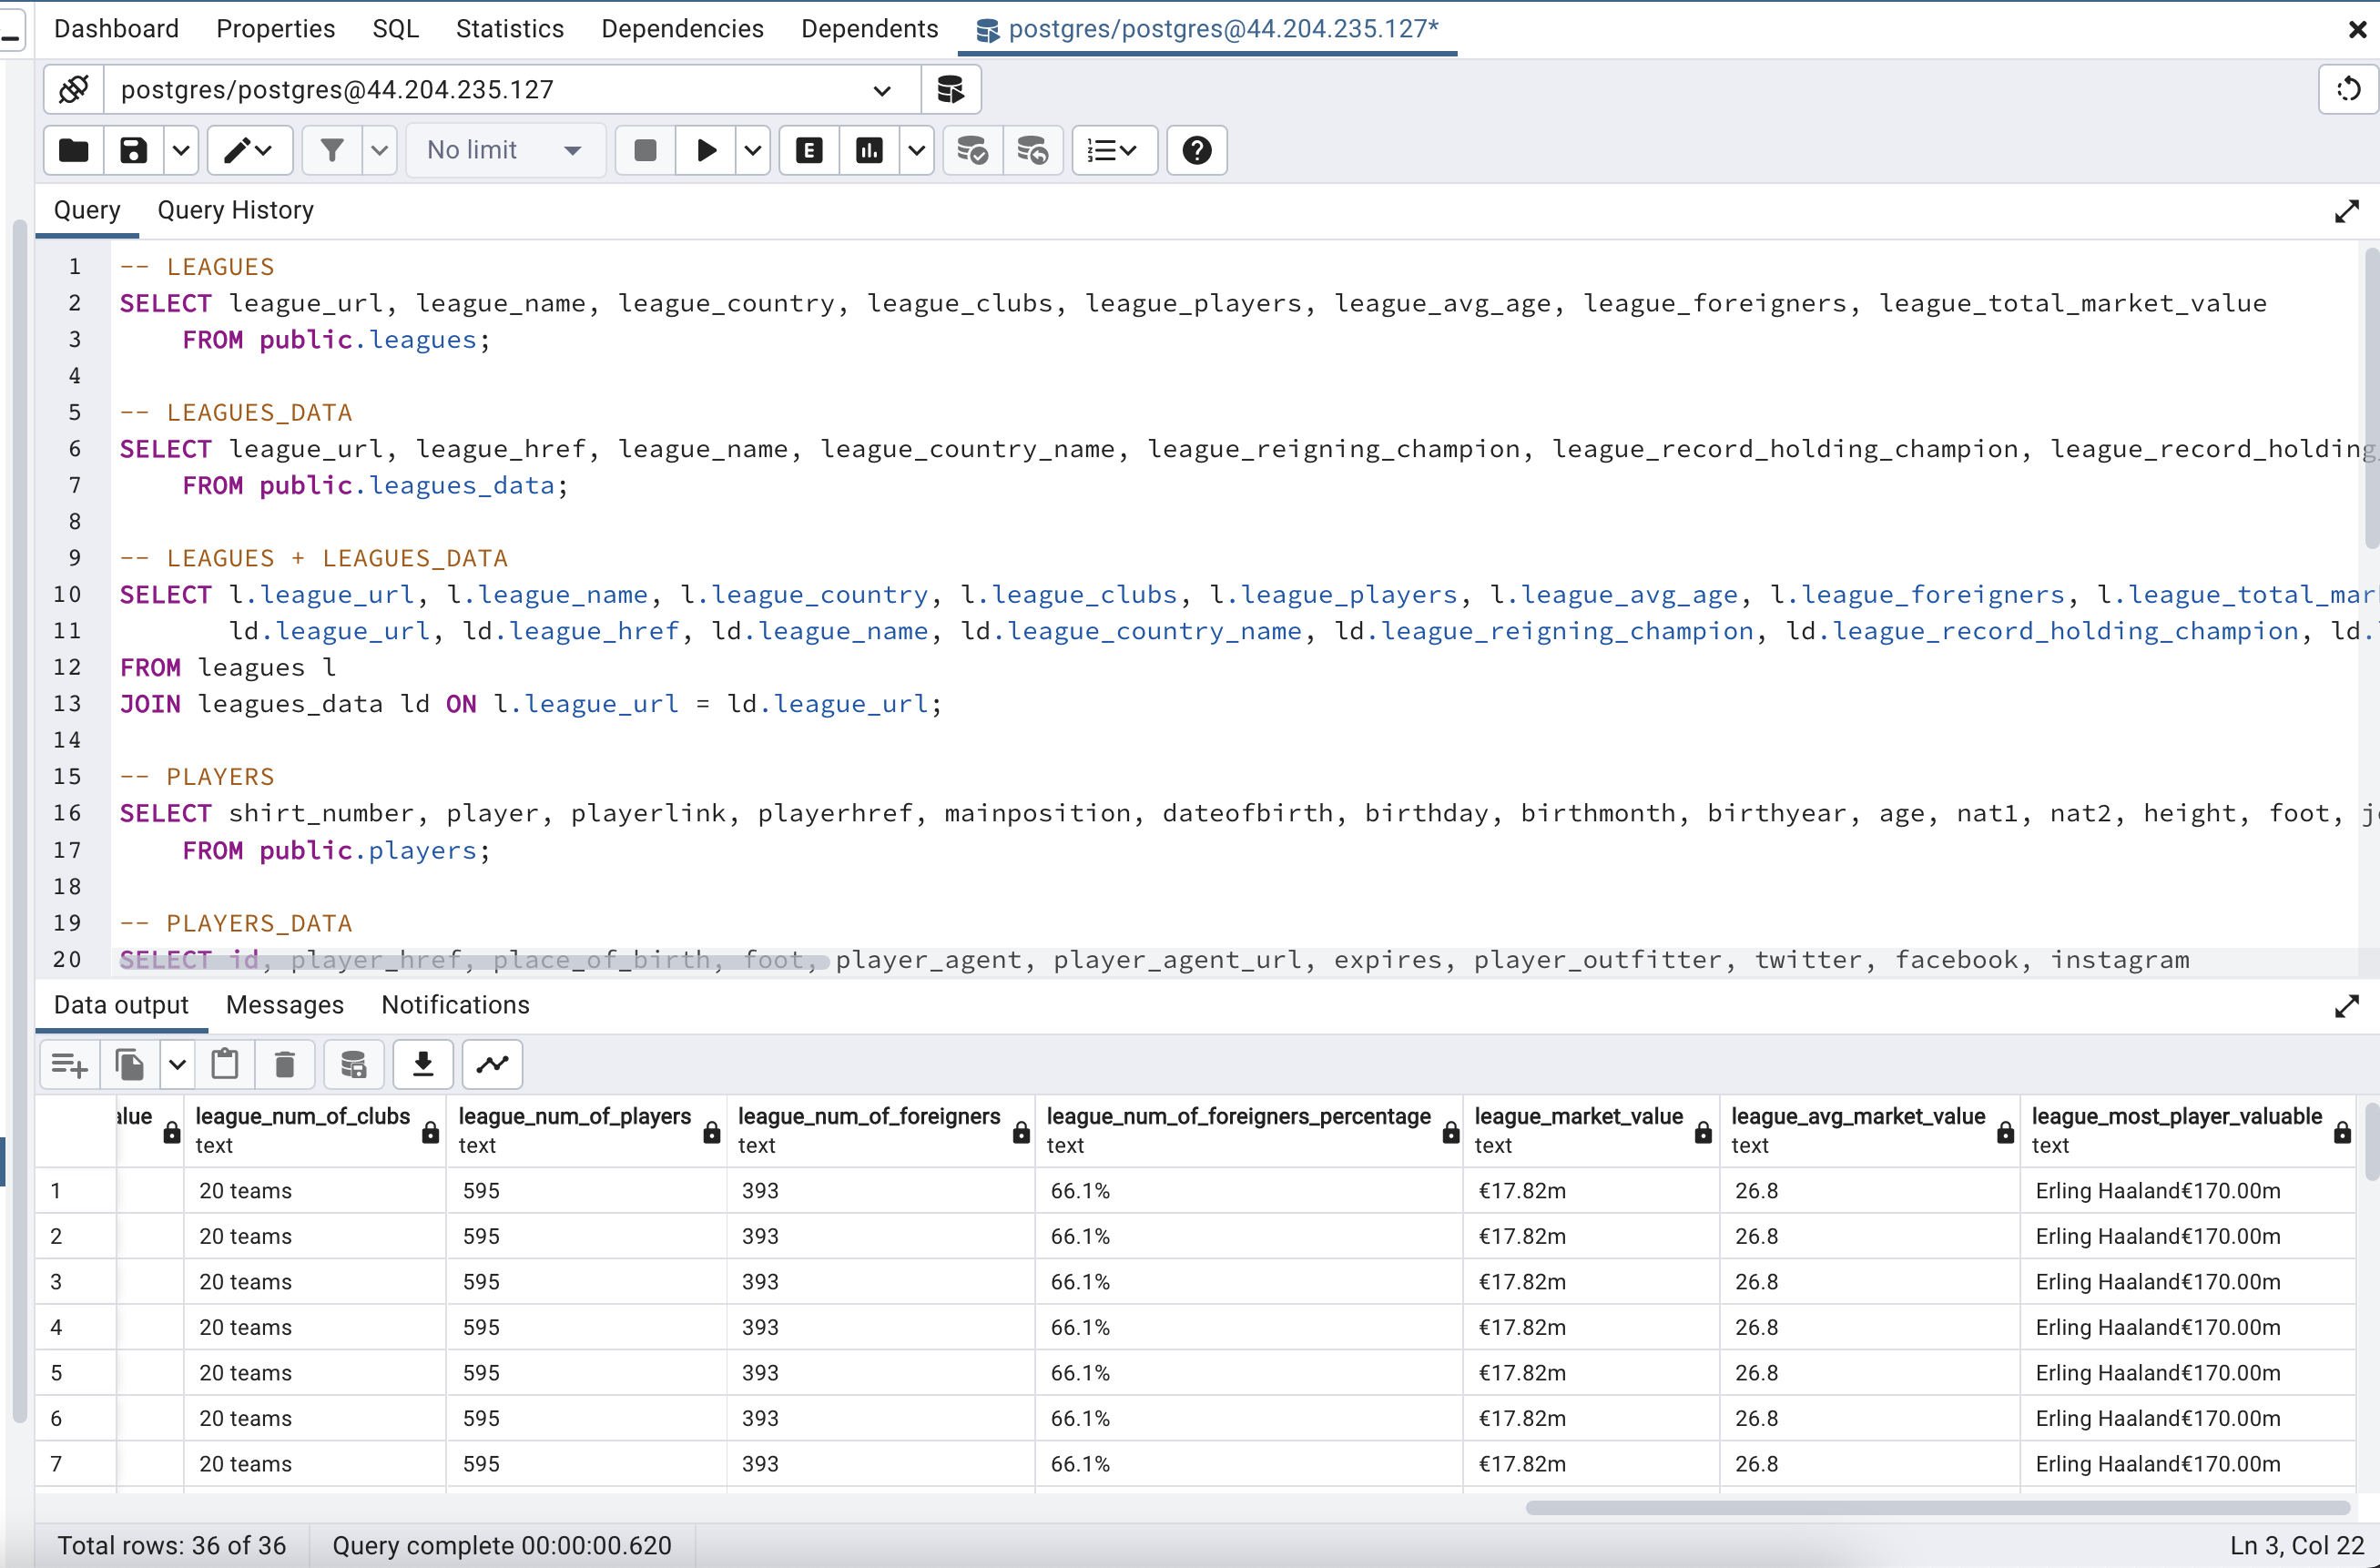 Dashboard Properties SQL Statistics Dependencies Dependents postgres/postgres@44.204.235.127*
postgres/postgres@44.204.235.127
No limit E
Query Query History
1 -- LEAGUES
2 SELECT league_url, league_name, league_country, league_clubs, league_players, league_avg_age, league_foreigners, league_total_market_value
3 FROM public.leagues;
4
5 -- LEAGUES_DATA
6 SELECT league_url, league_href, league_name, league_country_name, league_reigning_champion, league_record_holding_champion, league_record_holding
7 FROM public.leagues_data;
8
9 -- LEAGUES + LEAGUES_DATA
10 SELECT l.league_url, l.league_name, l.league_country, l.league_clubs, l.league_players, l.league_avg_age, l.league_foreigners, l.league_total_mar
11 ld.league_url, ld.league_href, ld.league_name, ld.league_country_name, ld.league_reigning_champion, ld.league_record_holding_champion, ld.
12 FROM leagues l
13 JOIN leagues_data ld ON l.league_url = ld.league_url;
14
15 -- PLAYERS
16 SELECT shirt_number, player, playerlink, playerhref, mainposition, dateofbirth, birthday, birthmonth, birthyear, age, nat1, nat2, height, foot,
17 FROM public.players;
18
19 -- PLAYERS_DATA
20 SELECT id, player_href, place_of_birth, foot, player_agent, player_agent_url, expires, player_outfitter, twitter, facebook, instagram
Data output Messages Notifications
alue league_num_of_clubs league_num_of_players league_num_of_foreigners league_num_of_foreigners_percentage league_market_value league_avg_market_value league_most_player_valuable
text text text text text text text
1 20 teams 595 393 66.1% €17.82m 26.8 Erling Haaland€170.00m
2 20 teams 595 393 66.1% €17.82m 26.8 Erling Haaland€170.00m
3 20 teams 595 393 66.1% €17.82m 26.8 Erling Haaland€170.00m
4 20 teams 595 393 66.1% €17.82m 26.8 Erling Haaland€170.00m
5 20 teams 595 393 66.1% €17.82m 26.8 Erling Haaland€170.00m
6 20 teams 595 393 66.1% €17.82m 26.8 Erling Haaland€170.00m
7 20 teams 595 393 66.1% €17.82m 26.8 Erling Haaland€170.00m
Total rows: 36 of 36 Query complete 00:00:00.620 Ln 3, Col 22